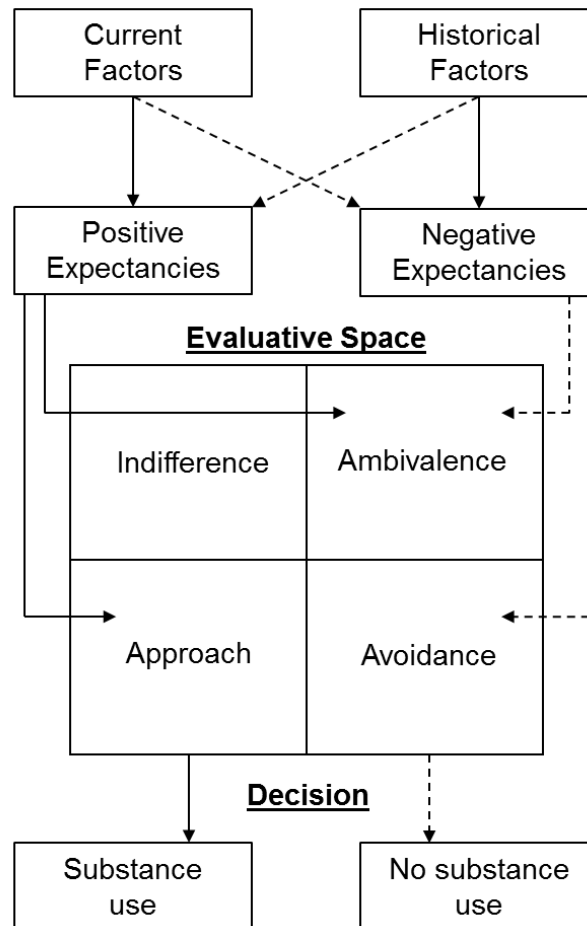 Current
Factors
Historical
Factors
Positive
Expectancies
Negative
Expectancies
Evaluative Space
Indifference
Ambivalence
Approach
Avoidance
Decision
Substance
use
No substance
use